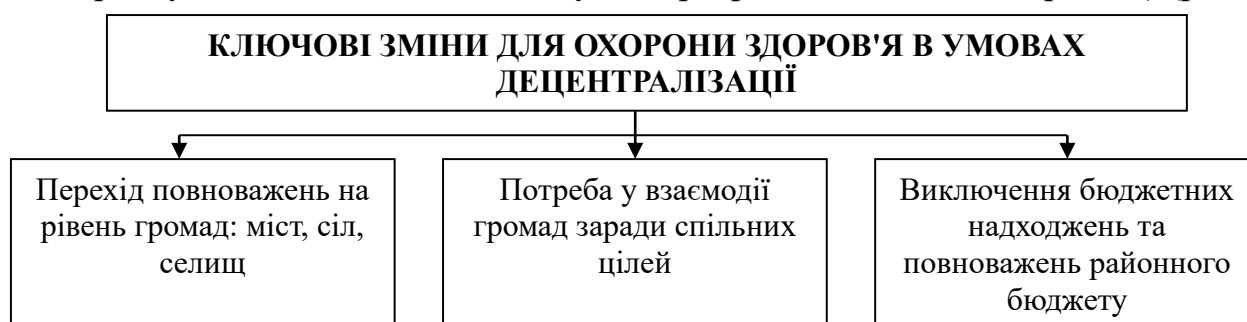 КЛЮЧОВІ ЗМІНИ ДЛЯ ОХОРОНИ ЗДОРОВ'Я В УМОВАХ
ДЕЦЕНТРАЛІЗАЦІЇ
Перехід повноважень на
рівень громад: міст, сіл,
селищ
Потреба у взаємодії
громад заради спільних
цілей
Виключення бюджетних
надходжень та
повноважень районного
бюджету